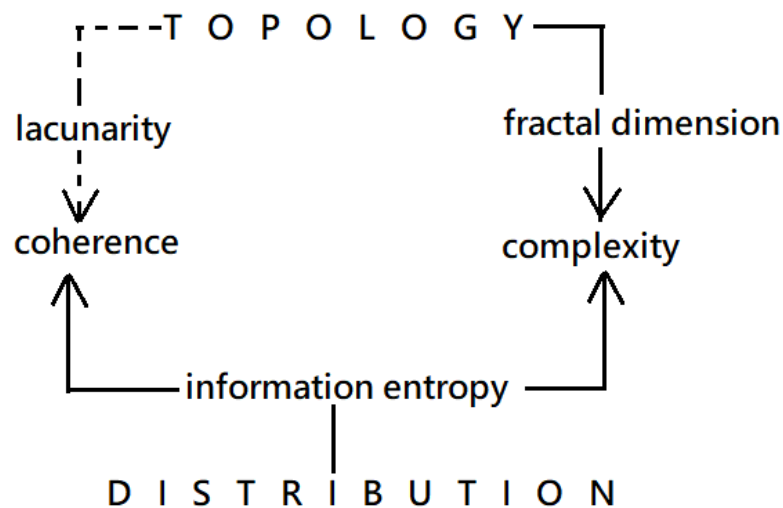 T O P O L O G Y
lacunarity
fractal dimension
coherence
complexity
information entropy
D I S T R I B U T I O N